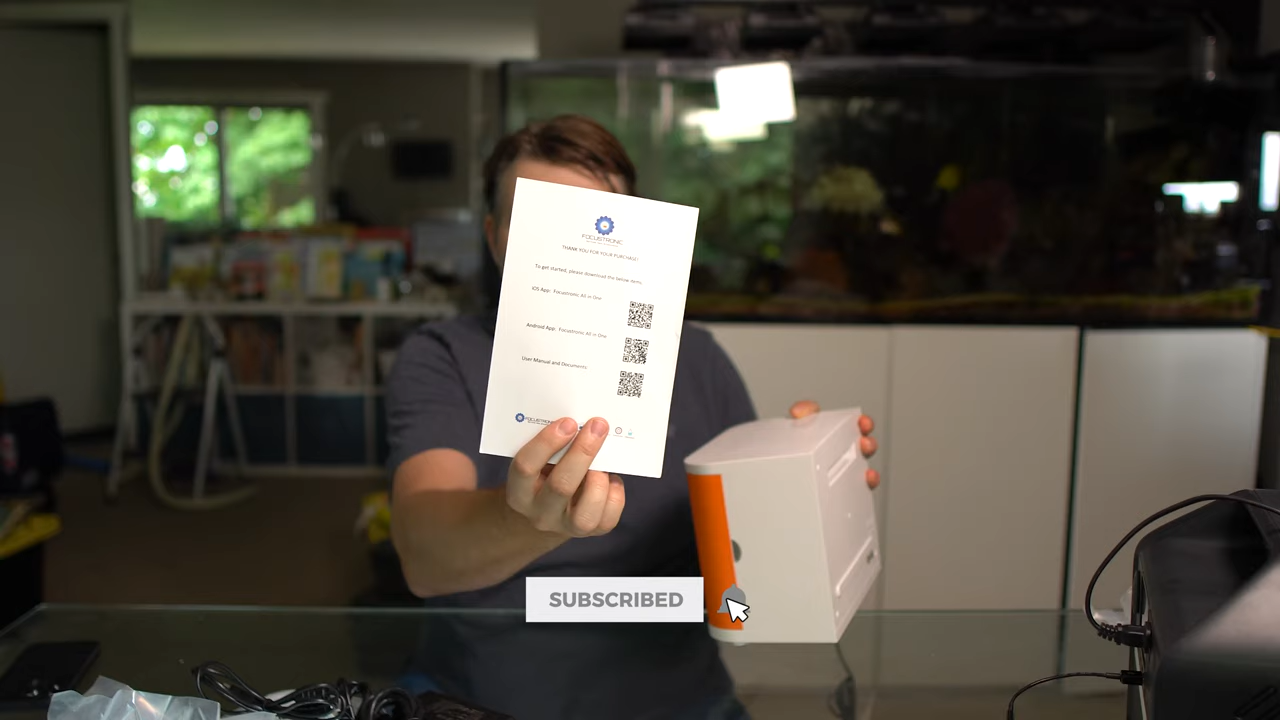 FOCUSTRONIC
THANK YOU FOR YOUR PURCHASE!
To get started, please download the below items.
iOS App: Focustronic All in One
Android App: Focustronic All in One
User Manual and Documents
FOCUSTRONIC
SUBSCRIBED